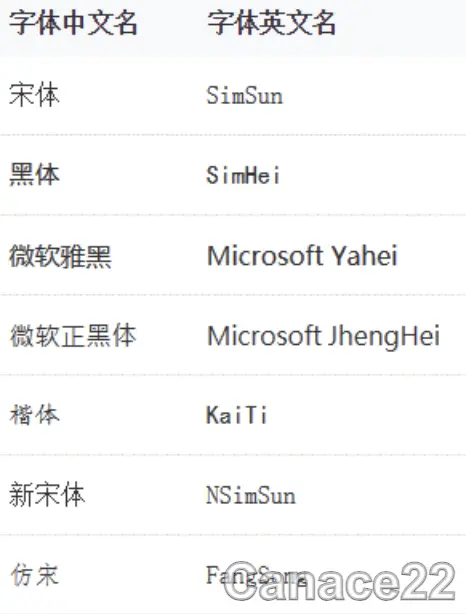 字体中文名 字体英文名
宋体 SimSun
黑体 SimHei
微软雅黑 Microsoft Yahei
微软正黑体 Microsoft JhengHei
楷体 KaiTi
新宋体 NSimSun
仿宋 FangSong
Canace22